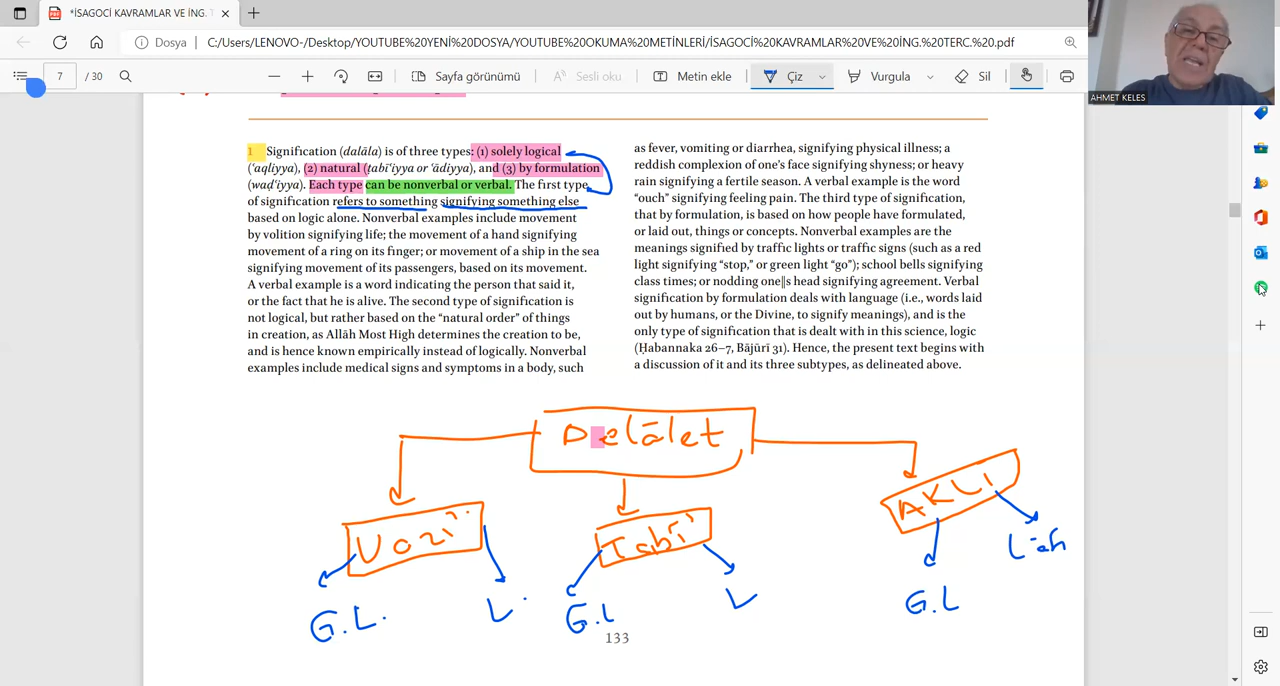 *İSAGOCİ KAVRAMLAR VE İNG. T
Dosya
C:/Users/LENOVO-/Desktop/YOUTUBE%20YENİ%20DOSYA/YOUTUBE%20OKUMA%20METİNLERİ/İSAGOCİ%20KAVRAMLAR%20VE%20İNG.%20TERC.%20.pdf
7 / 30
Sayfa görünümü
Sesli oku
Metin ekle
Çiz
Vurgula
Sil
AHMET KELES
1 Signification (dalāla) is of three types: (1) solely logical
(ʿaqliyya), (2) natural (ṭabīʿiyya or ʿādiyya), and (3) by formulation
(waḍʿiyya). Each type can be nonverbal or verbal. The first type
of signification refers to something signifying something else
based on logic alone. Nonverbal examples include movement
by volition signifying life; the movement of a hand signifying
movement of a ring on its finger; or movement of a ship in the sea
signifying movement of its passengers, based on its movement.
A verbal example is a word indicating the person that said it,
or the fact that he is alive. The second type of signification is
not logical, but rather based on the “natural order” of things
in creation, as Allāh Most High determines the creation to be,
and is hence known empirically instead of logically. Nonverbal
examples include medical signs and symptoms in a body, such
as fever, vomiting or diarrhea, signifying physical illness; a
reddish complexion of one's face signifying shyness; or heavy
rain signifying a fertile season. A verbal example is the word
“ouch” signifying feeling pain. The third type of signification,
that by formulation, is based on how people have formulated,
or laid out, things or concepts. Nonverbal examples are the
meanings signified by traffic lights or traffic signs (such as a red
light signifying “stop,” or green light “go”); school bells signifying
class times; or nodding one‖s head signifying agreement. Verbal
signification by formulation deals with language (i.e., words laid
out by humans, or the Divine, to signify meanings), and is the
only type of signification that is dealt with in this science, logic
(Ḥabannaka 26–7, Bājūrī 31). Hence, the present text begins with
a discussion of it and its three subtypes, as delineated above.
Delālet
Vazi'
Tabiî
AKLİ
G.L.
L.
G.L
L
G.L
133